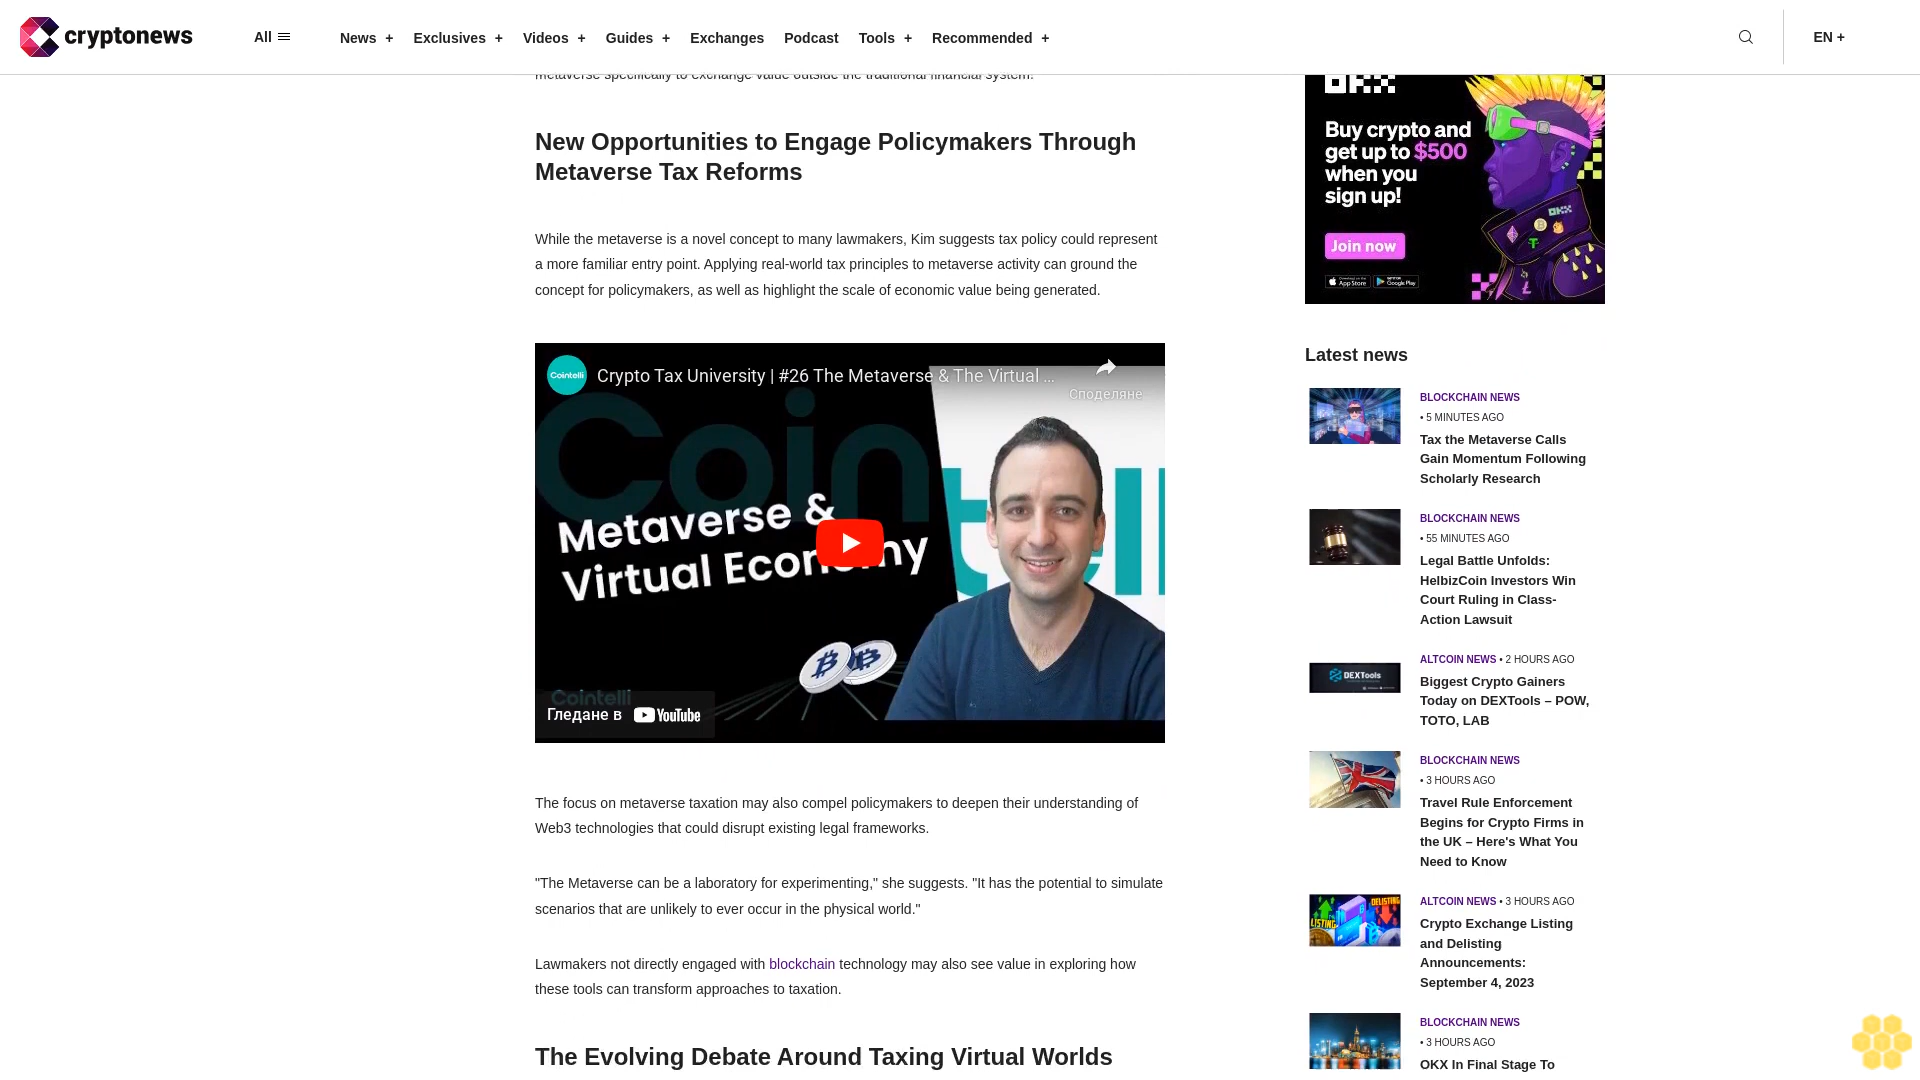 cryptonews
All
News +
Exclusives +
Videos +
Guides +
Exchanges
Podcast
Tools +
Recommended +
EN +
metaverse specifically to exchange value outside the traditional financial system.
New Opportunities to Engage Policymakers Through
Metaverse Tax Reforms
While the metaverse is a novel concept to many lawmakers, Kim suggests tax policy could represent
a more familiar entry point. Applying real-world tax principles to metaverse activity can ground the
concept for policymakers, as well as highlight the scale of economic value being generated.
Cointelli
Crypto Tax University | #26 The Metaverse & The Virtual ...
Споделяне
Coin
tell
Metaverse &
Virtual Economy
Cointelli
Гледане в YouTube
The focus on metaverse taxation may also compel policymakers to deepen their understanding of
Web3 technologies that could disrupt existing legal frameworks.
"The Metaverse can be a laboratory for experimenting," she suggests. "It has the potential to simulate
scenarios that are unlikely to ever occur in the physical world."
Lawmakers not directly engaged with blockchain technology may also see value in exploring how
these tools can transform approaches to taxation.
The Evolving Debate Around Taxing Virtual Worlds
OKX
Buy crypto and
get up to $500
when you
sign up!
Join now
App Store
Google Play
Latest news
BLOCKCHAIN NEWS
• 5 MINUTES AGO
Tax the Metaverse Calls
Gain Momentum Following
Scholarly Research
BLOCKCHAIN NEWS
• 55 MINUTES AGO
Legal Battle Unfolds:
HelbizCoin Investors Win
Court Ruling in Class-
Action Lawsuit
DEXTools
ALTCOIN NEWS • 2 HOURS AGO
Biggest Crypto Gainers
Today on DEXTools – POW,
TOTO, LAB
BLOCKCHAIN NEWS
• 3 HOURS AGO
Travel Rule Enforcement
Begins for Crypto Firms in
the UK – Here's What You
Need to Know
LISTING
DELISTING
ALTCOIN NEWS • 3 HOURS AGO
Crypto Exchange Listing
and Delisting
Announcements:
September 4, 2023
BLOCKCHAIN NEWS
• 3 HOURS AGO
OKX In Final Stage To